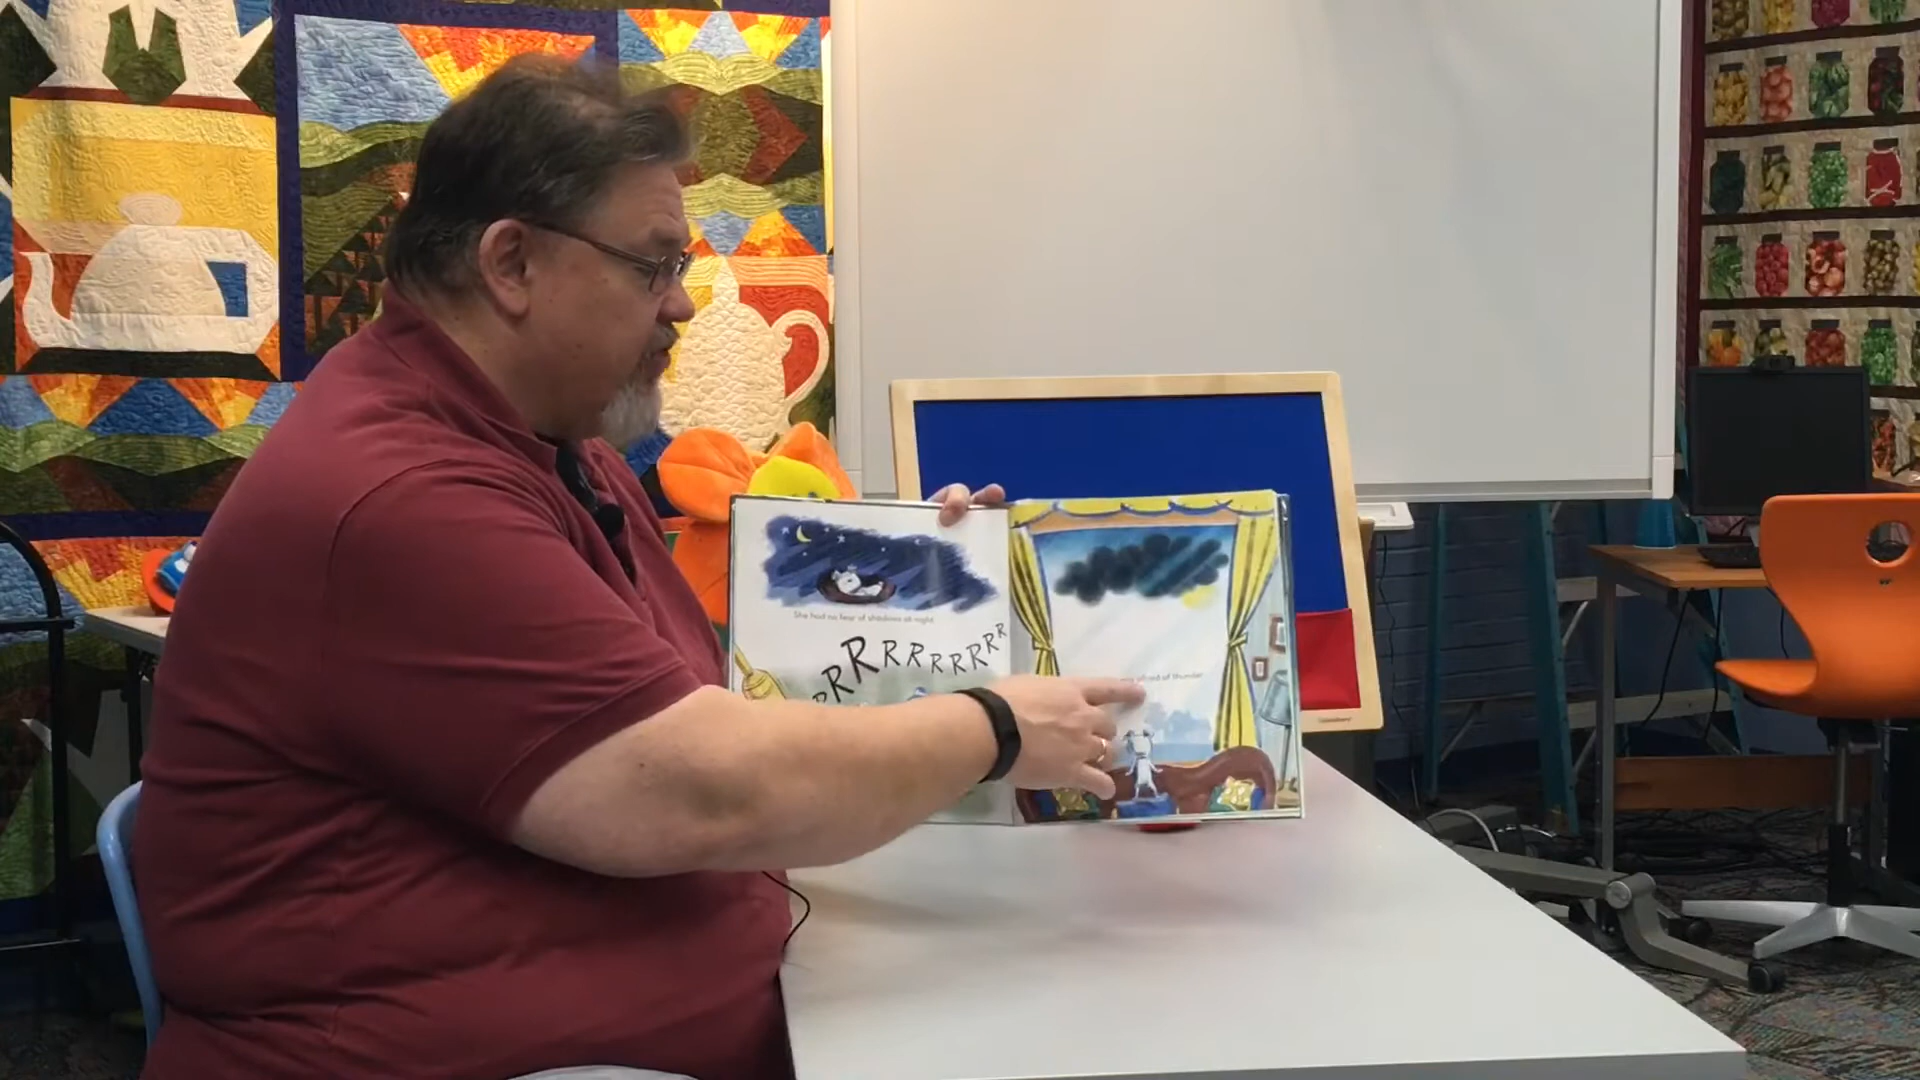 She had no fear of shadows at night
RRRRRRRRRR
afraid of thunder